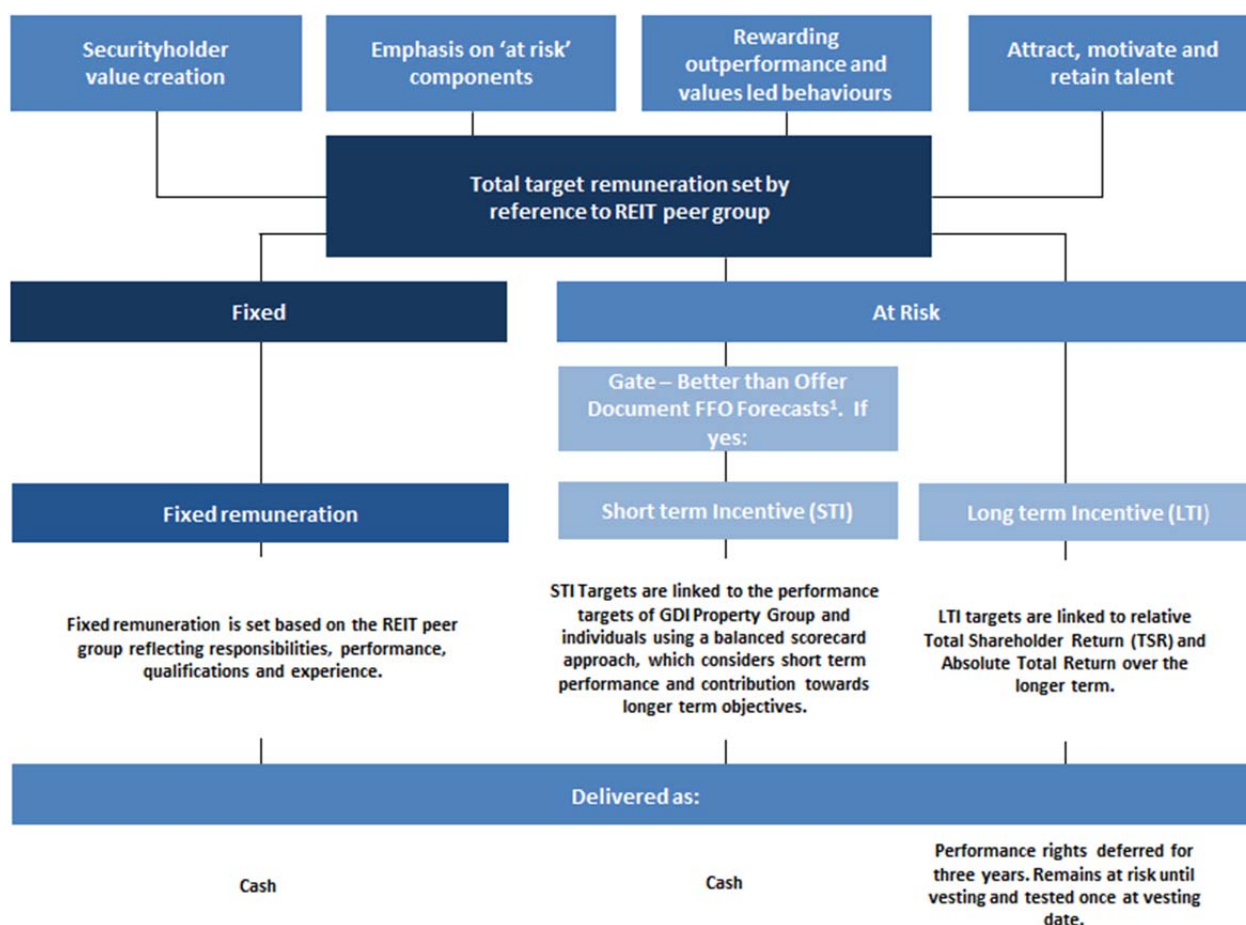 Securityholder
value creation
Emphasis on ‘at risk’
components
Rewarding
outperformance and
values led behaviours
Attract, motivate and
retain talent
Total target remuneration set by
reference to REIT peer group
Fixed
At Risk
Gate – Better than Offer
Document FFO Forecasts¹. If
yes:
Fixed remuneration
Short term Incentive (STI)
Long term Incentive (LTI)
Fixed remuneration is set based on the REIT peer
group reflecting responsibilities, performance,
qualifications and experience.
STI Targets are linked to the performance
targets of GDI Property Group and
individuals using a balanced scorecard
approach, which considers short term
performance and contribution towards
longer term objectives.
LTI targets are linked to relative
Total Shareholder Return (TSR) and
Absolute Total Return over the
longer term.
Delivered as:
Cash
Cash
Performance rights deferred for
three years. Remains at risk until
vesting and tested once at vesting
date.